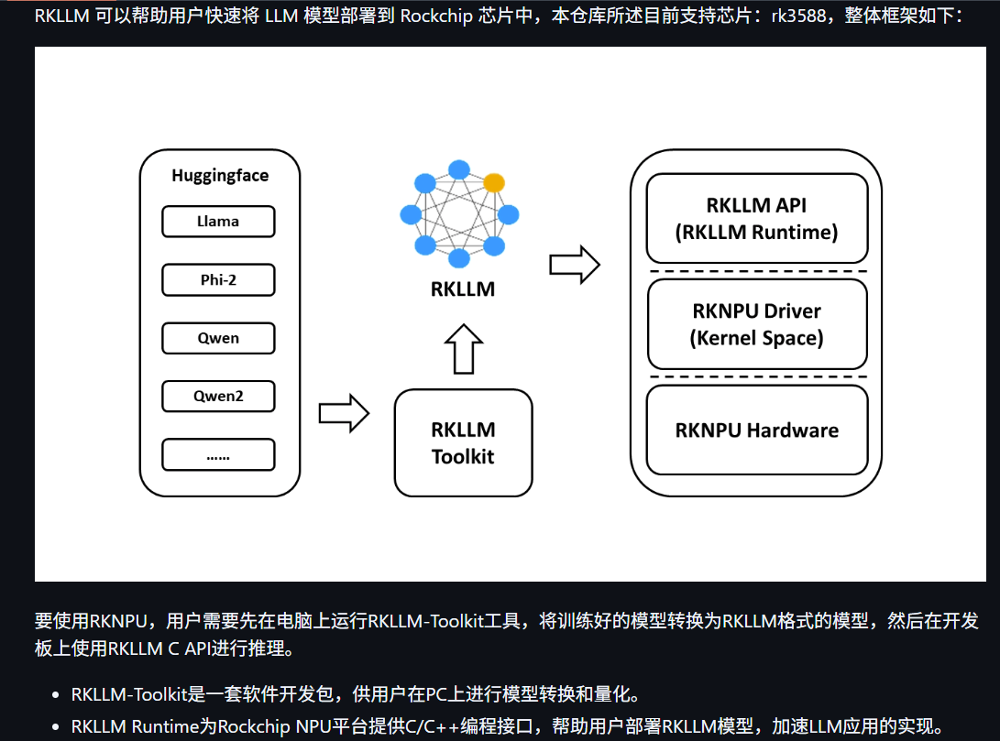 RKLLM 可以帮助用户快速将 LLM 模型部署到 Rockchip 芯片中，本仓库所述目前支持芯片：rk3588，整体框架如下：
Huggingface
Llama
Phi-2
Qwen
Qwen2
......
RKLLM
RKLLM
Toolkit
RKLLM API
(RKLLM Runtime)
RKNPU Driver
(Kernel Space)
RKNPU Hardware
要使用RKNPU，用户需要先在电脑上运行RKLLM-Toolkit工具，将训练好的模型转换为RKLLM格式的模型，然后在开发
板上使用RKLLM C API进行推理。
• RKLLM-Toolkit是一套软件开发包，供用户在PC上进行模型转换和量化。
• RKLLM Runtime为Rockchip NPU平台提供C/C++编程接口，帮助用户部署RKLLM模型，加速LLM应用的实现。